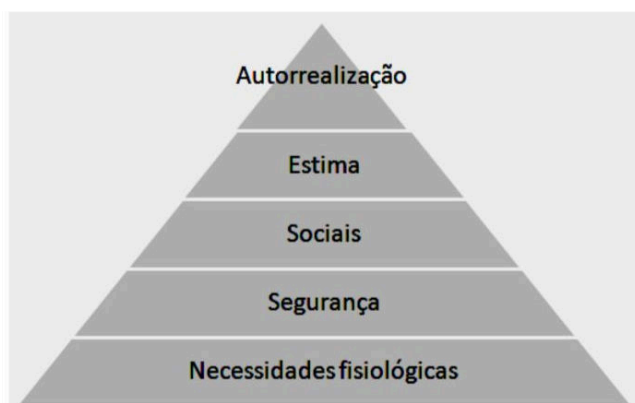 Autorrealização
Estima
Sociais
Segurança
Necessidades fisiológicas